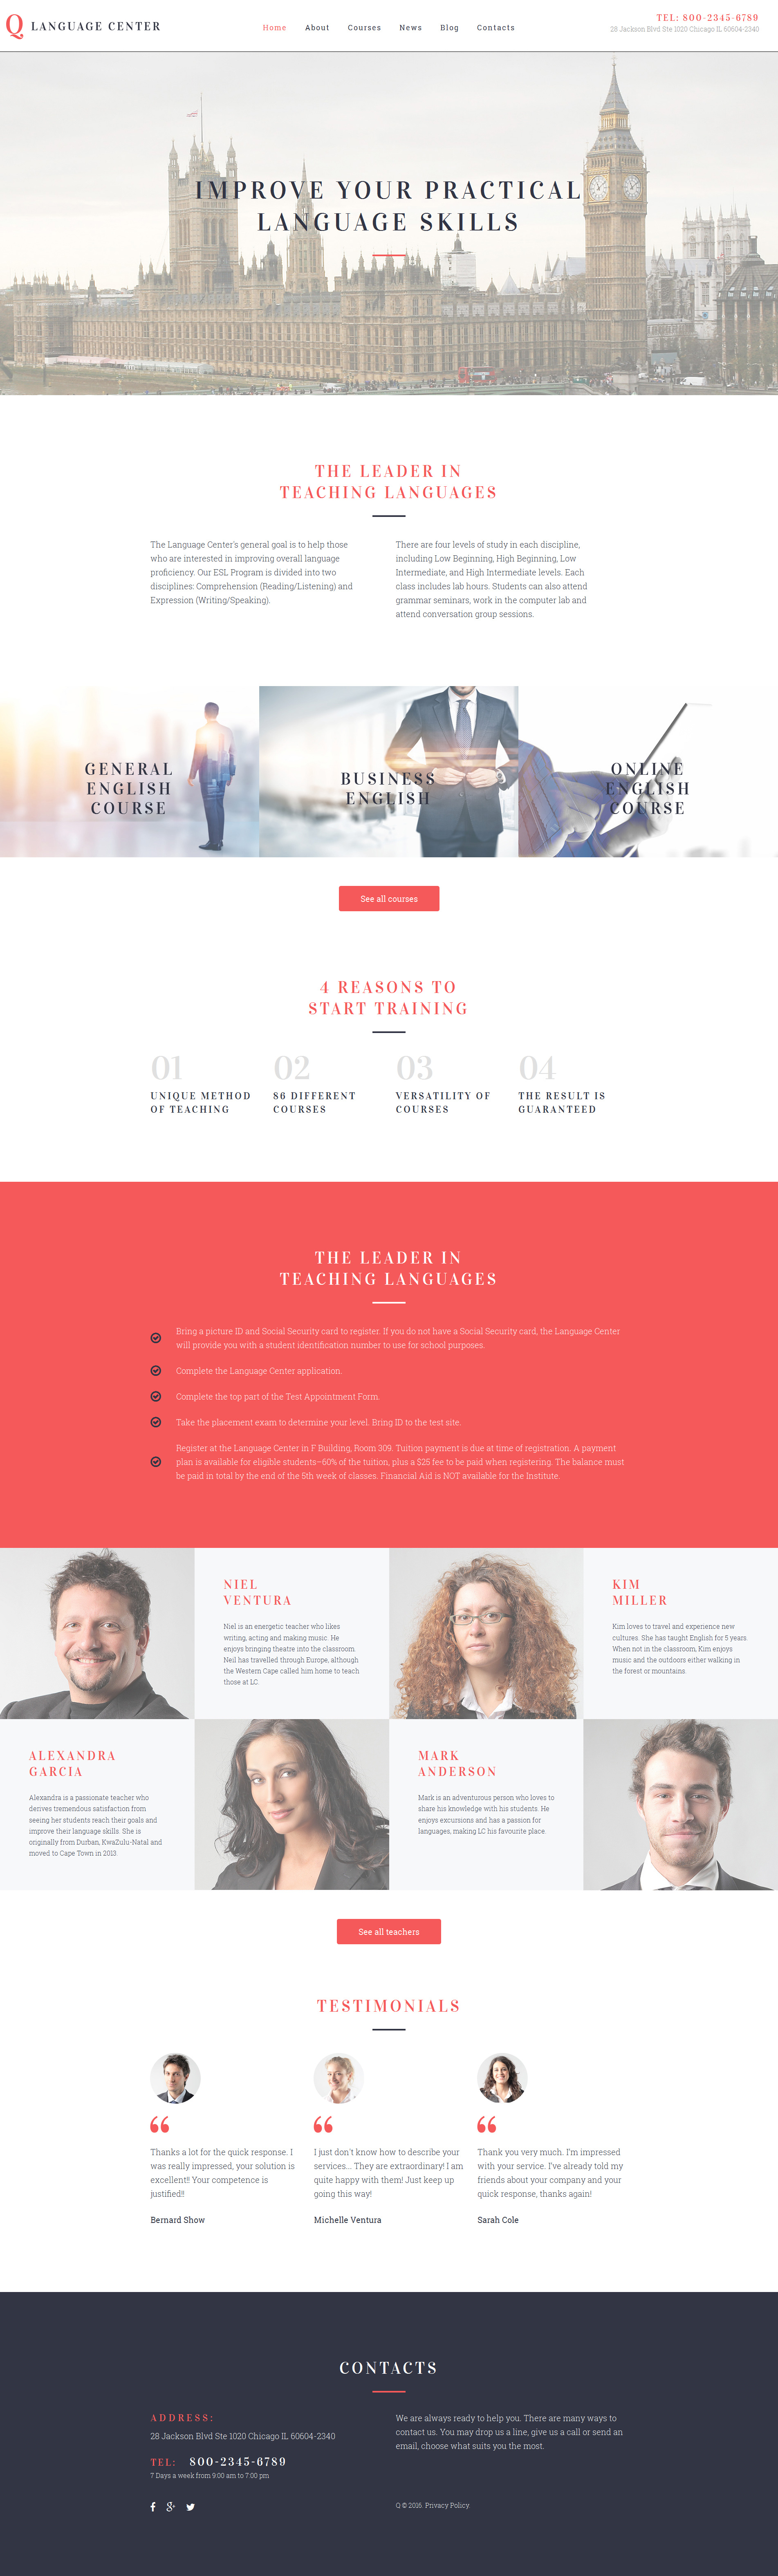 Q LANGUAGE CENTER
Home About Courses News Blog Contacts
TEL: 800-2345-6789
28 Jackson Blvd Ste 1020 Chicago IL 60604-2340
IMPROVE YOUR PRACTICAL
LANGUAGE SKILLS
THE LEADER IN
TEACHING LANGUAGES
The Language Center's general goal is to help those
who are interested in improving overall language
proficiency. Our ESL Program is divided into two
disciplines: Comprehension (Reading/Listening) and
Expression (Writing/Speaking).
There are four levels of study in each discipline,
including Low Beginning, High Beginning, Low
Intermediate, and High Intermediate levels. Each
class includes lab hours. Students can also attend
grammar seminars, work in the computer lab and
attend conversation group sessions.
GENERAL
ENGLISH
COURSE
BUSINESS
ENGLISH
ONLINE
ENGLISH
COURSE
See all courses
4 REASONS TO
START TRAINING
01
UNIQUE METHOD
OF TEACHING
02
86 DIFFERENT
COURSES
03
VERSATILITY OF
COURSES
04
THE RESULT IS
GUARANTEED
THE LEADER IN
TEACHING LANGUAGES
Bring a picture ID and Social Security card to register. If you do not have a Social Security card, the Language Center
will provide you with a student identification number to use for school purposes.
Complete the Language Center application.
Complete the top part of the Test Appointment Form.
Take the placement exam to determine your level. Bring ID to the test site.
Register at the Language Center in F Building, Room 309. Tuition payment is due at time of registration. A payment
plan is available for eligible students—60% of the tuition, plus a $25 fee to be paid when registering. The balance must
be paid in total by the end of the 5th week of classes. Financial Aid is NOT available for the Institute.
NIEL
VENTURA
Niel is an energetic teacher who likes
writing, acting and making music. He
enjoys bringing theatre into the classroom.
Neil has travelled through Europe, although
the Western Cape called him home to teach
those at LC.
KIM
MILLER
Kim loves to travel and experience new
cultures. She has taught English for 5 years.
When not in the classroom, Kim enjoys
music and the outdoors either walking in
the forest or mountains.
ALEXANDRA
GARCIA
Alexandra is a passionate teacher who
derives tremendous satisfaction from
seeing her students reach their goals and
improve their language skills. She is
originally from Durban, KwaZulu-Natal and
moved to Cape Town in 2013.
MARK
ANDERSON
Mark is an adventurous person who loves to
share his knowledge with his students. He
enjoys excursions and has a passion for
languages, making LC his favourite place.
See all teachers
TESTIMONIALS
Thanks a lot for the quick response. I
was really impressed, your solution is
excellent!! Your competence is
justified!!
Bernard Show
I just don't know how to describe your
services... They are extraordinary! I am
quite happy with them! Just keep up
going this way!
Michelle Ventura
Thank you very much. I'm impressed
with your service. I've already told my
friends about your company and your
quick response, thanks again!
Sarah Cole
CONTACTS
ADDRESS:
28 Jackson Blvd Ste 1020 Chicago IL 60604-2340
TEL: 800-2345-6789
7 Days a week from 9:00 am to 7:00 pm
We are always ready to help you. There are many ways to
contact us. You may drop us a line, give us a call or send an
email, choose what suits you the most.
Q © 2016. Privacy Policy.